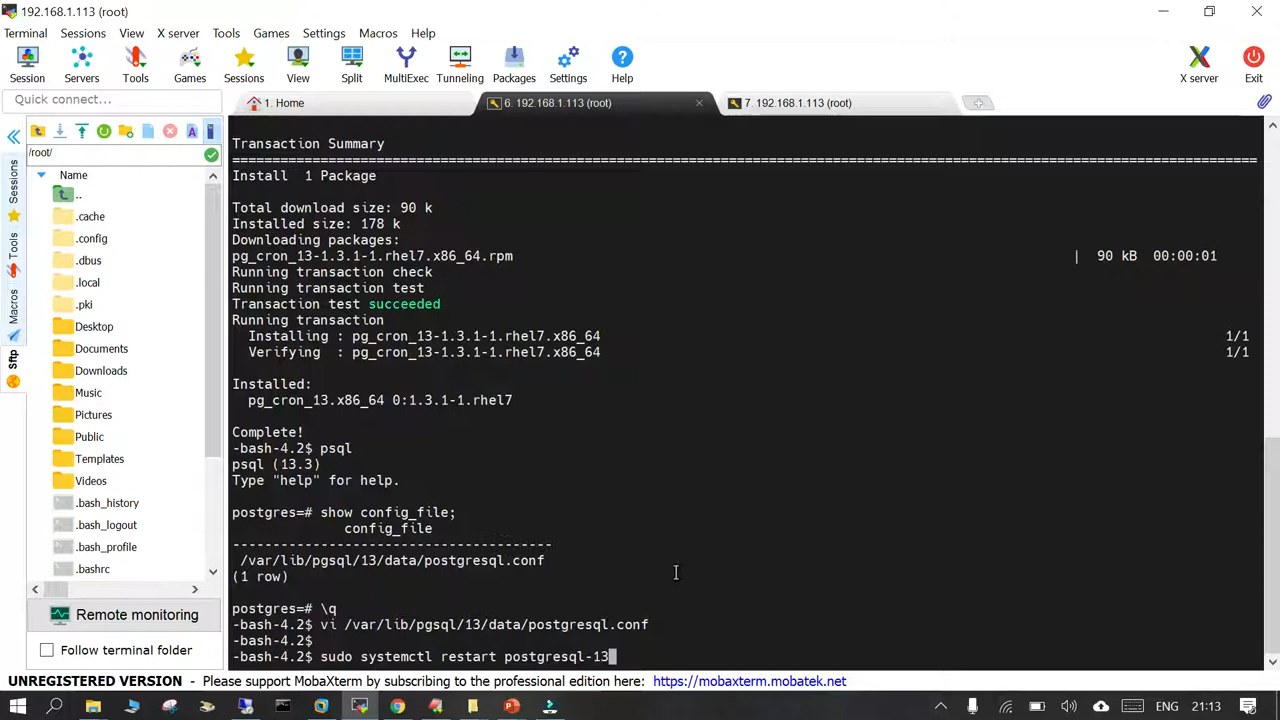 192.168.1.113 (root)
Terminal Sessions View X server Tools Games Settings Macros Help
Session Servers Tools Games Sessions View Split MultiExec Tunneling Packages Settings Help X server Exit
Quick connect...
1. Home
6. 192.168.1.113 (root)
7. 192.168.1.113 (root)
/root/
Name
..
.cache
.config
.dbus
.local
.pki
Desktop
Documents
Downloads
Music
Pictures
Public
Templates
Videos
.bash_history
.bash_logout
.bash_profile
.bashrc
Remote monitoring
Follow terminal folder
Sessions
Tools
Macros
Sftp
Transaction Summary
================================================================================
Install  1 Package
Total download size: 90 k
Installed size: 178 k
Downloading packages:
pg_cron_13-1.3.1-1.rhel7.x86_64.rpm | 90 kB 00:00:01
Running transaction check
Running transaction test
Transaction test succeeded
Running transaction
Installing : pg_cron_13-1.3.1-1.rhel7.x86_64 1/1
Verifying  : pg_cron_13-1.3.1-1.rhel7.x86_64 1/1
Installed:
pg_cron_13.x86_64 0:1.3.1-1.rhel7
Complete!
-bash-4.2$ psql
psql (13.3)
Type "help" for help.
postgres=# show config_file;
config_file
----------------------------------------
/var/lib/pgsql/13/data/postgresql.conf
(1 row)
postgres=# \q
-bash-4.2$ vi /var/lib/pgsql/13/data/postgresql.conf
-bash-4.2$
-bash-4.2$ sudo systemctl restart postgresql-13
UNREGISTERED VERSION - Please support MobaXterm by subscribing to the professional edition here: https://mobaxterm.mobatek.net
ENG 21:13